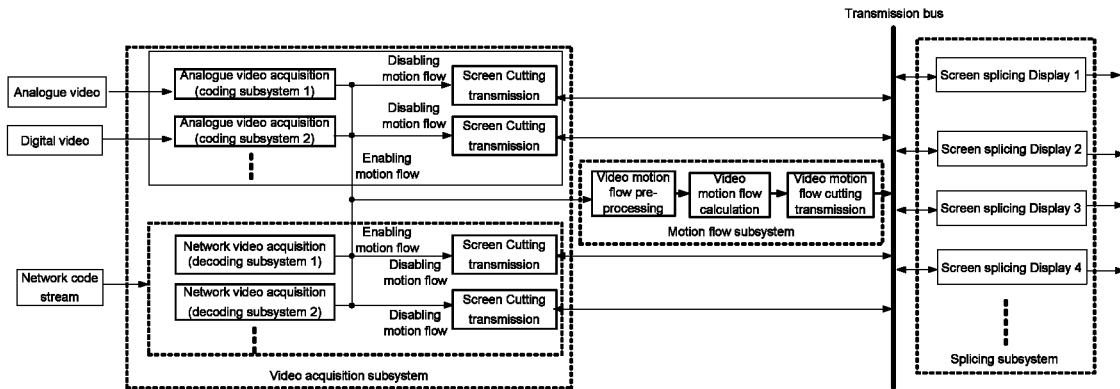 Transmission bus
Analogue video
Digital video
Network code
stream
Analogue video acquisition
(coding subsystem 1)
Analogue video acquisition
(coding subsystem 2)
Disabling
motion flow
Disabling
motion flow
Enabling
motion flow
Screen Cutting
transmission
Screen Cutting
transmission
Network video acquisition
(decoding subsystem 1)
Network video acquisition
(decoding subsystem 2)
Enabling
motion flow
Disabling
motion flow
Disabling
motion flow
Screen Cutting
transmission
Screen Cutting
transmission
Video acquisition subsystem
Video motion
flow pre-
processing
Video
motion flow
calculation
Video motion
flow cutting
transmission
Motion flow subsystem
Screen splicing Display 1
Screen splicing Display 2
Screen splicing Display 3
Screen splicing Display 4
Splicing subsystem